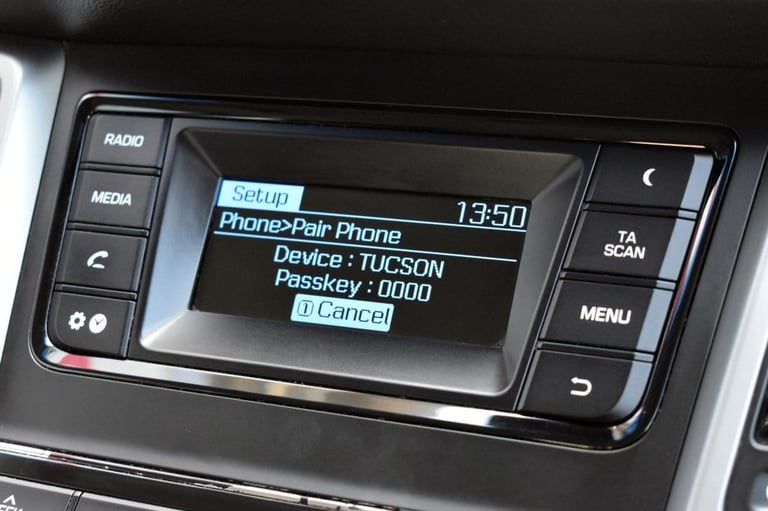 RADIO
MEDIA
Setup
13:50
Phone>Pair Phone
Device : TUCSON
Passkey : 0000
1 Cancel
TA
SCAN
MENU